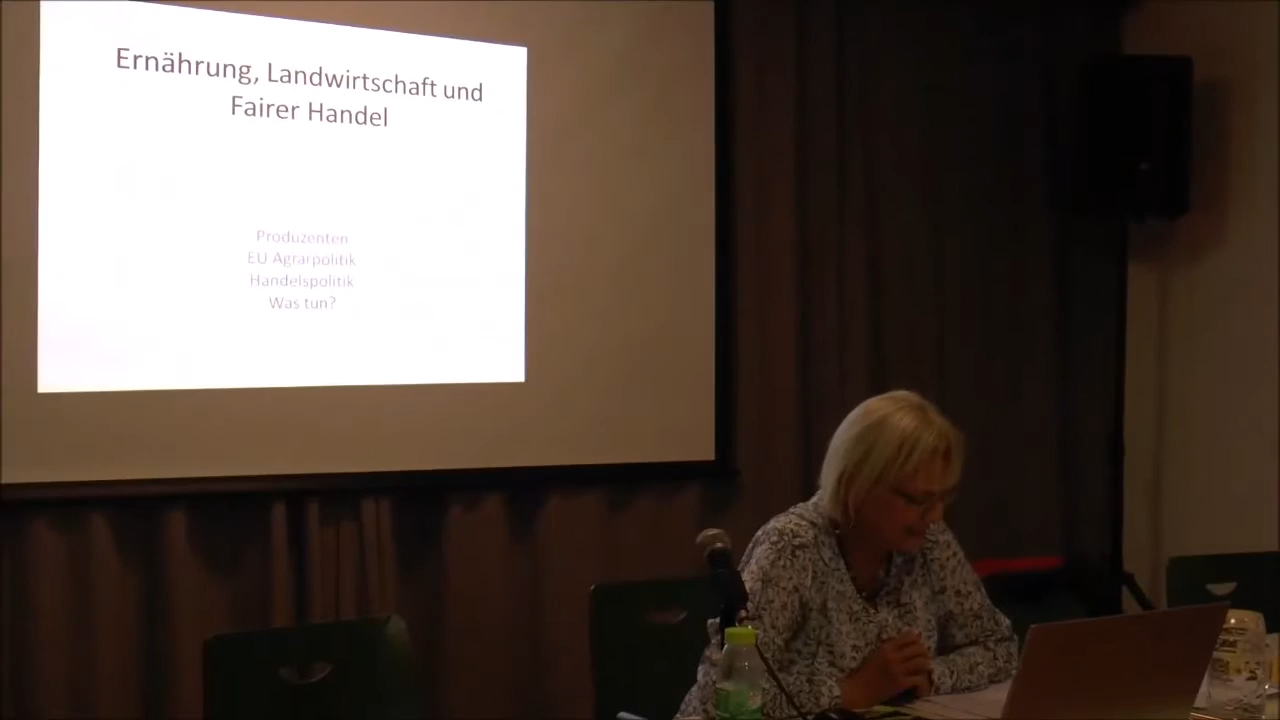 Ernährung, Landwirtschaft und
Fairer Handel
Produzenten
EU Agrarpolitik
Handelspolitik
Was tun?